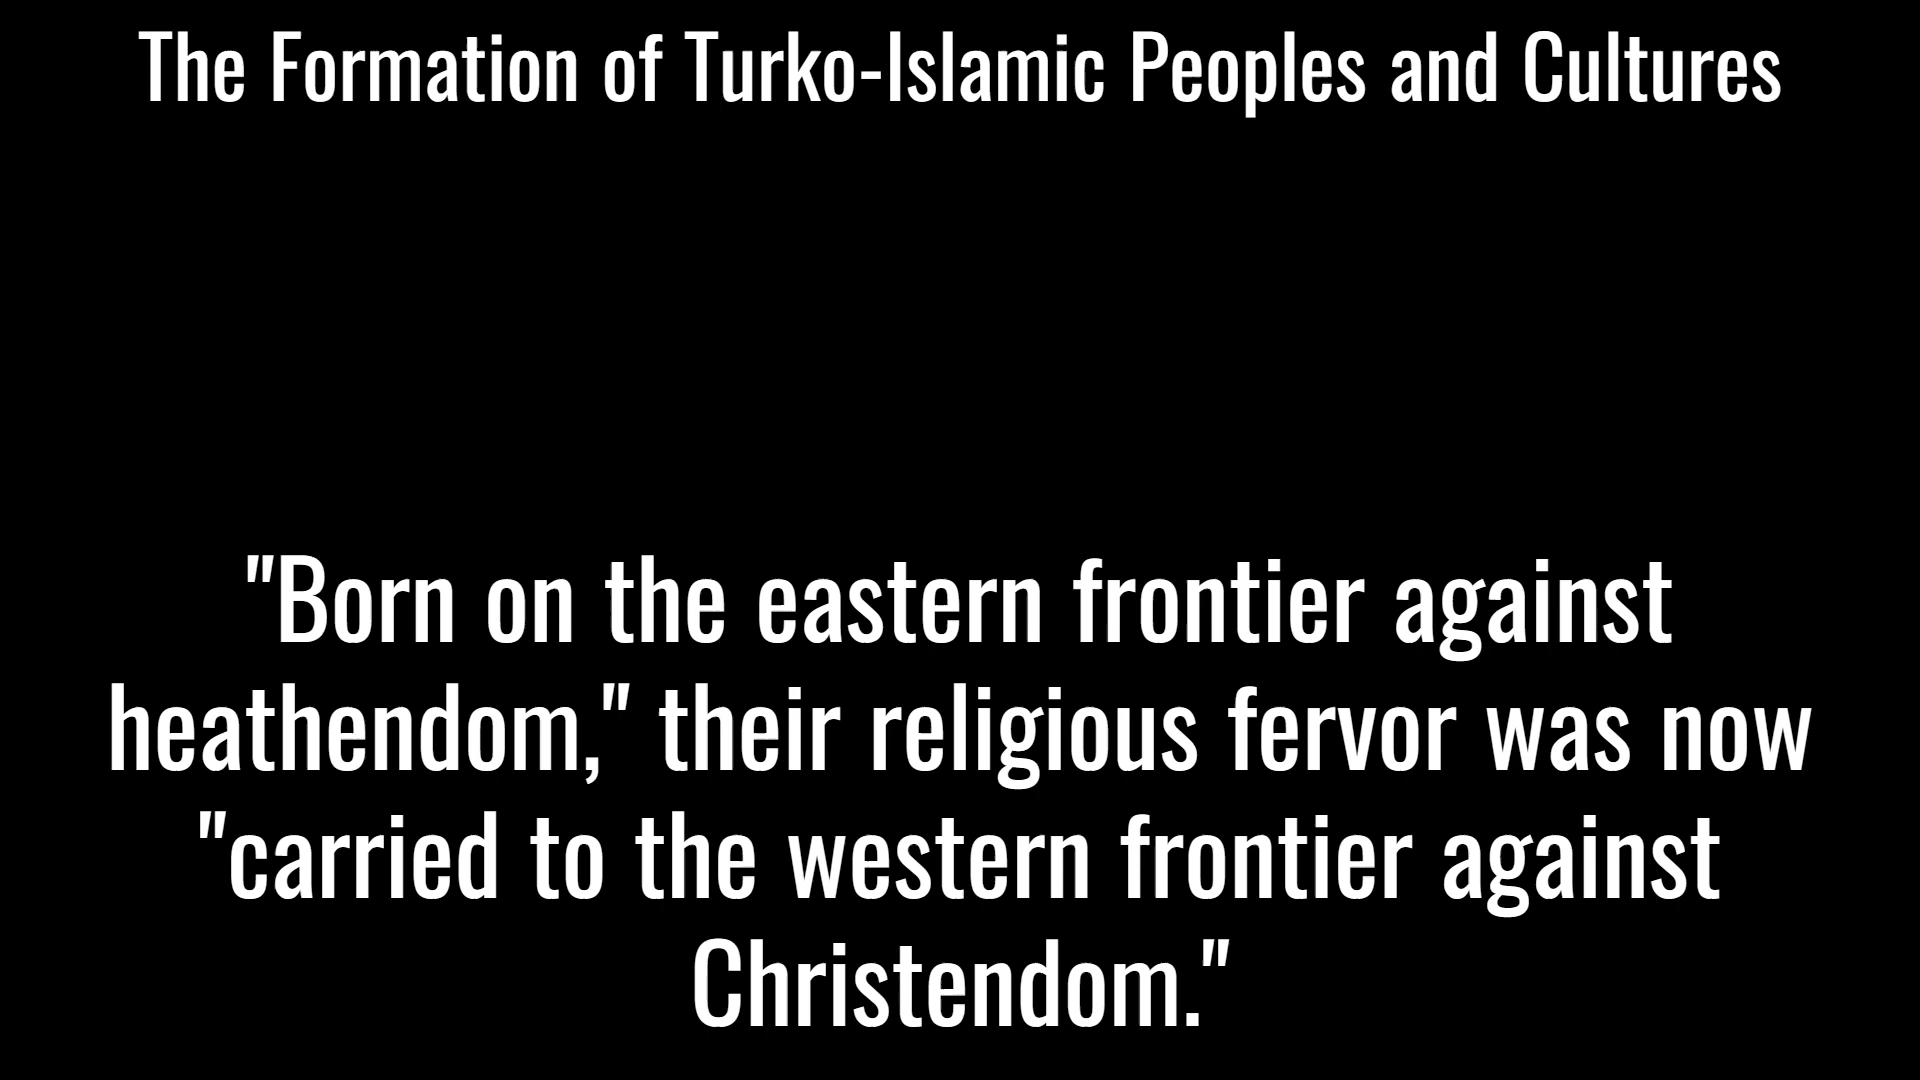 The Formation of Turko-Islamic Peoples and Cultures
"Born on the eastern frontier against
heathendom," their religious fervor was now
"carried to the western frontier against
Christendom."